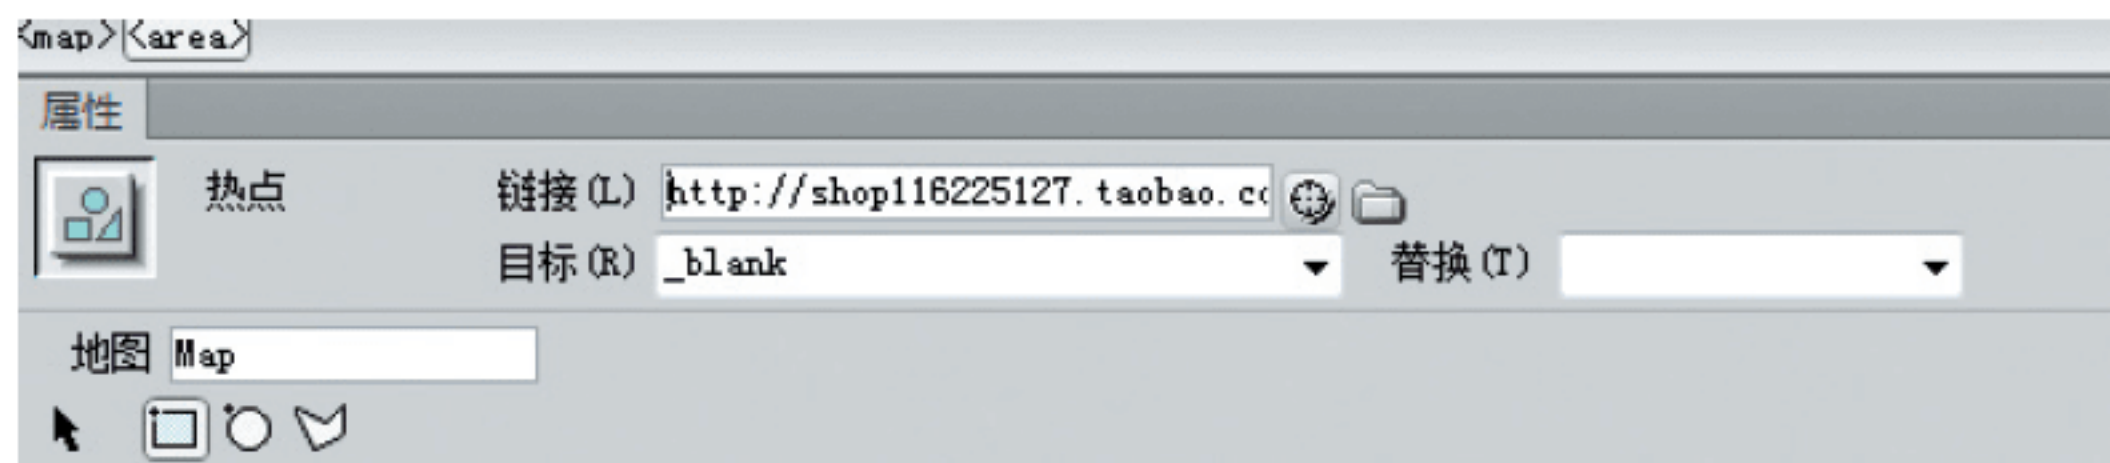 <map> <area>
属性
热点 链接(L) http://shop116225127.taobao.co
目标(R) _blank 替换(T)
地图 Map